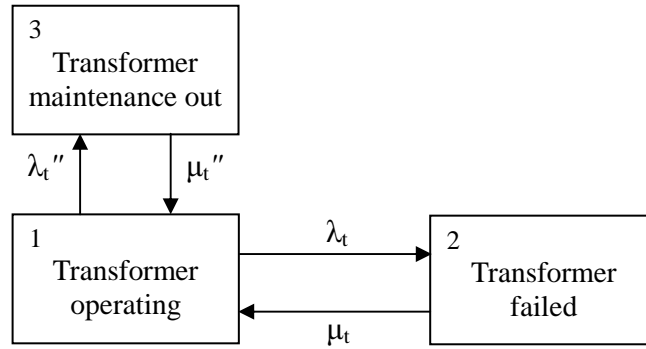 3
Transformer
maintenance out
λt″
μt″
1
Transformer
operating
λt
μt
2
Transformer
failed